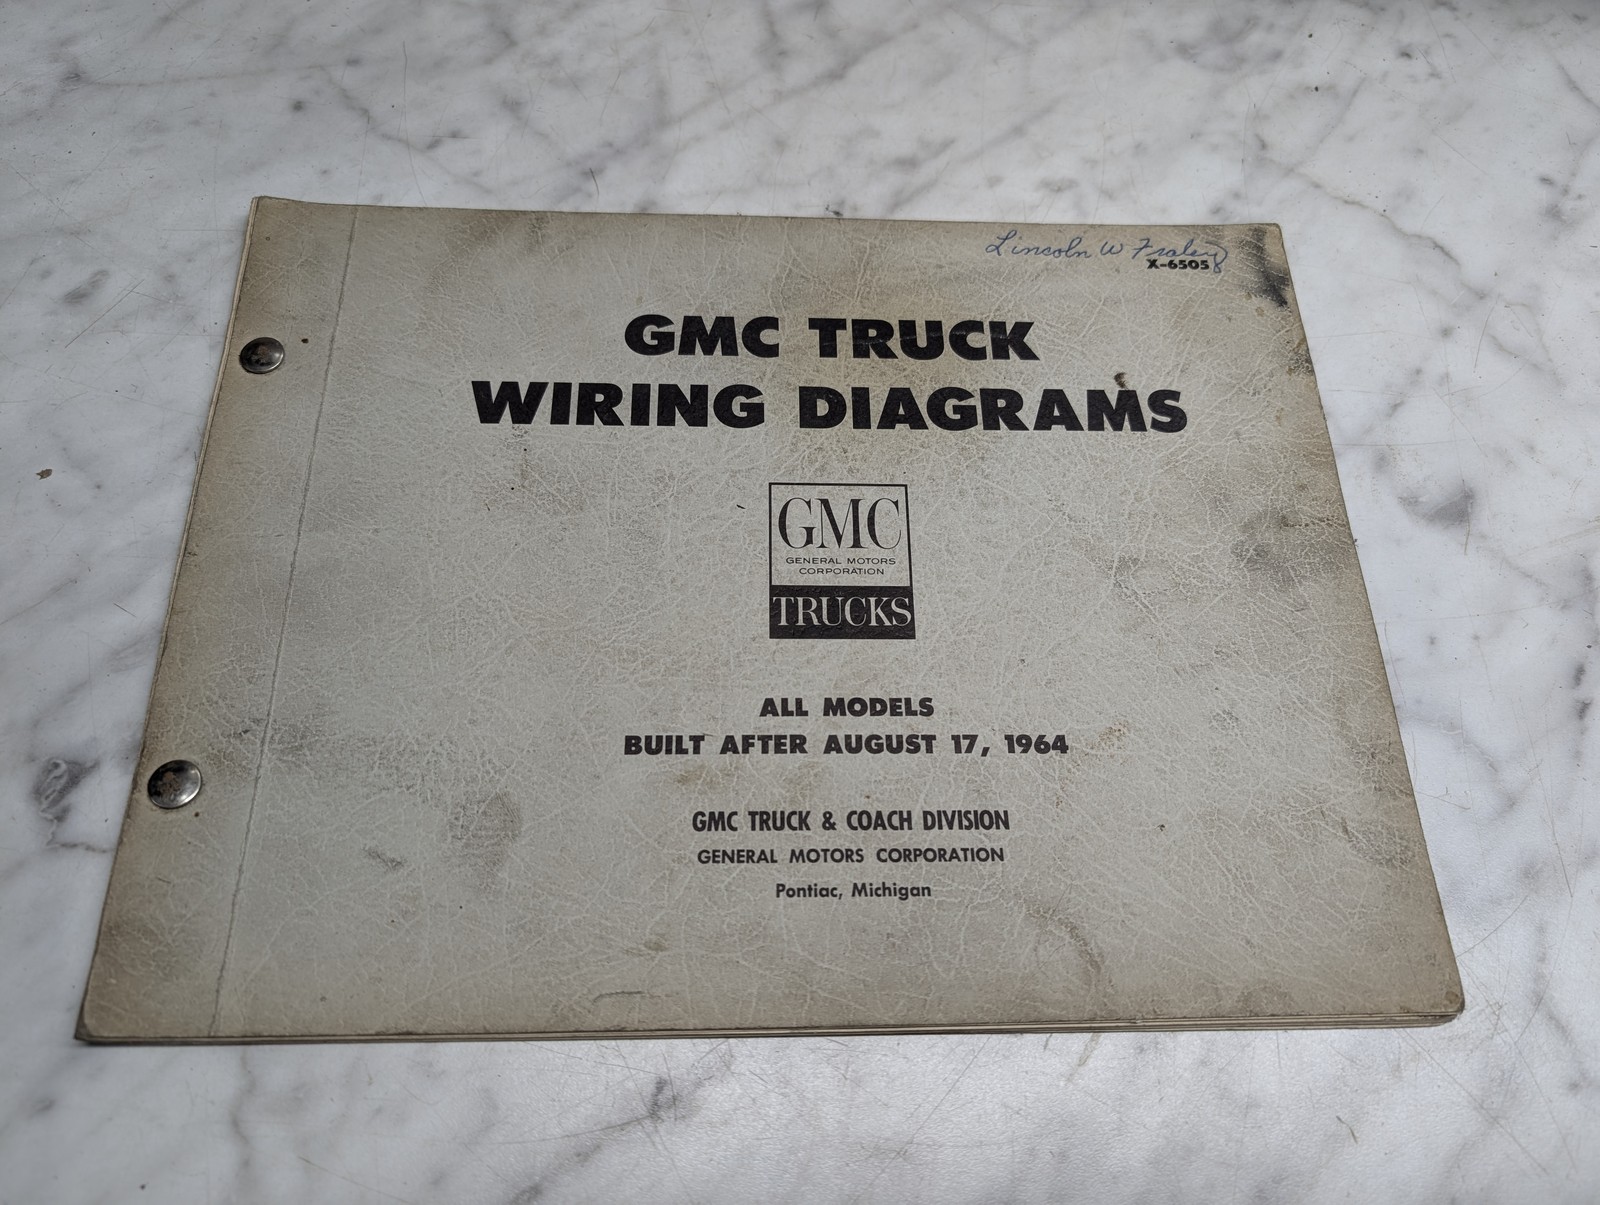 Lincoln W Fraley
X-6505
GMC TRUCK
WIRING DIAGRAMS
GMC
GENERAL MOTORS
CORPORATION
TRUCKS
ALL MODELS
BUILT AFTER AUGUST 17, 1964
GMC TRUCK & COACH DIVISION
GENERAL MOTORS CORPORATION
Pontiac, Michigan